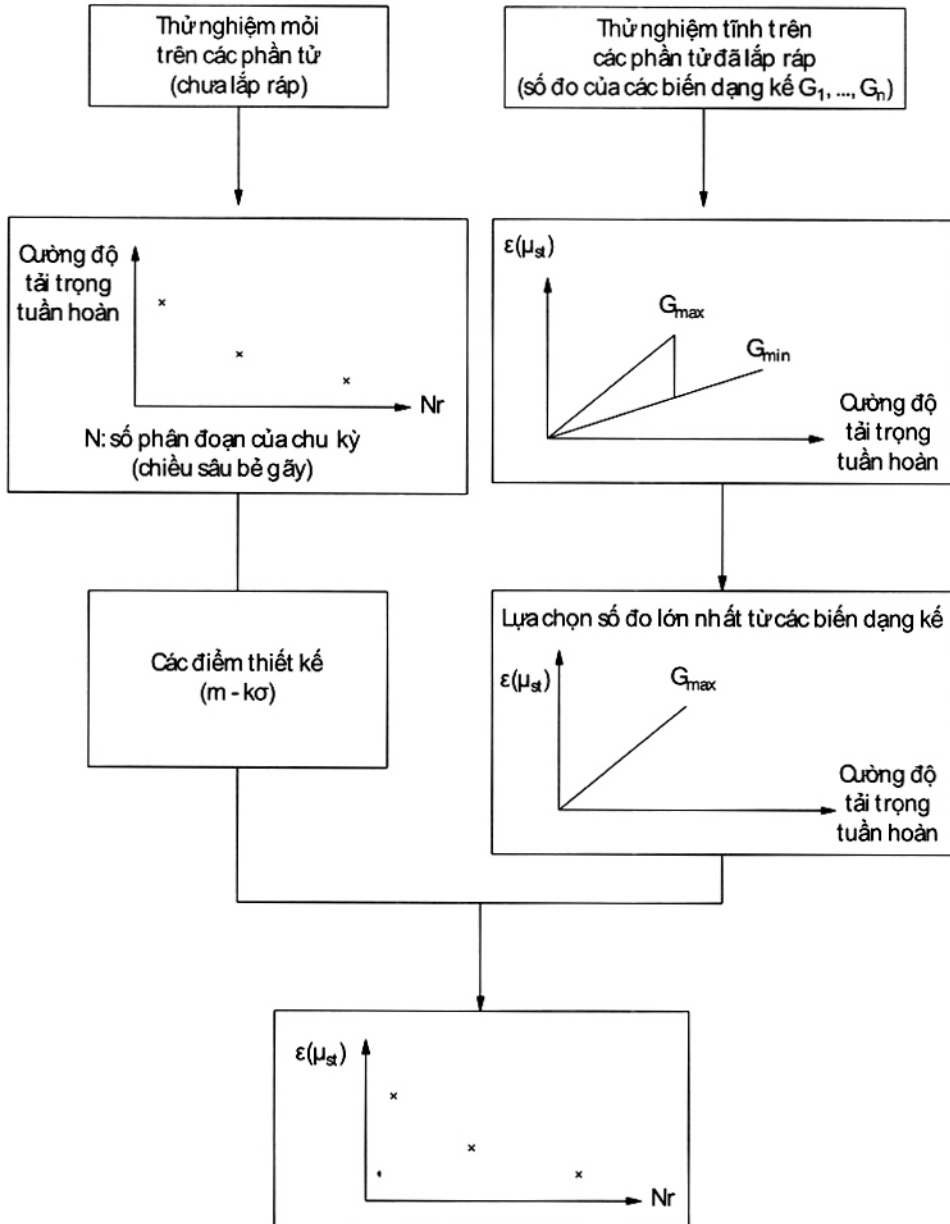 Thử nghiệm mỏi
trên các phần tử
(chưa lắp ráp)
Thử nghiệm tĩnh trên
các phần tử đã lắp ráp
(số đo của các biến dạng kế G₁, ..., Gₙ)
Cường độ
tải trọng
tuần hoàn
Nr
N: số phân đoạn của chu kỳ
(chiều sâu bẻ gãy)
ε(μₛₜ)
Gₘₐₓ
Gₘᵢₙ
Cường độ
tải trọng
tuần hoàn
Các điểm thiết kế
(m - kσ)
Lựa chọn số đo lớn nhất từ các biến dạng kế
ε(μₛₜ)
Gₘₐₓ
Cường độ
tải trọng
tuần hoàn
ε(μₛₜ)
Nr